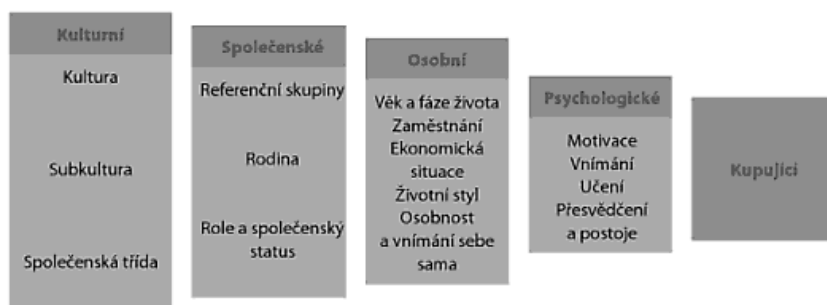 Kulturní
Kultura
Subkultura
Společenská třída
Společenské
Referenční skupiny
Rodina
Role a společenský
status
Osobní
Věk a fáze života
Zaměstnání
Ekonomická
situace
Životní styl
Osobnost
a vnímání sebe
sama
Psychologické
Motivace
Vnímání
Učení
Přesvědčení
a postoje
Kupující